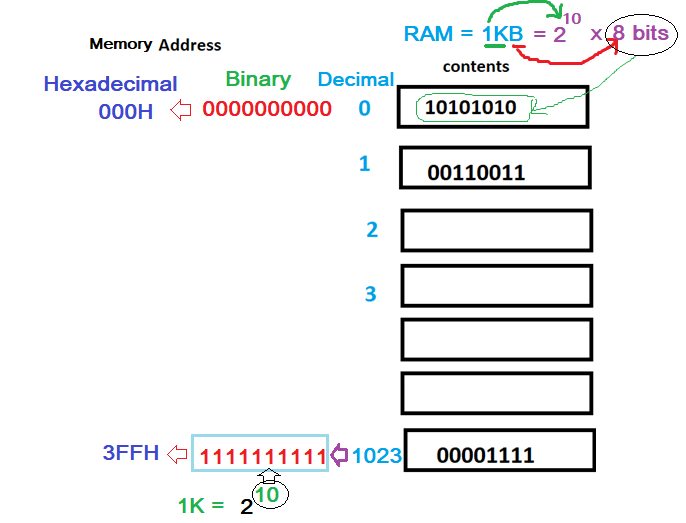 RAM = 1KB = 2^10 x 8 bits
Memory Address
contents
Hexadecimal Binary Decimal
000H 0000000000 0 10101010
1 00110011
2
3
3FFH 1111111111 1023 00001111
1K = 2^10